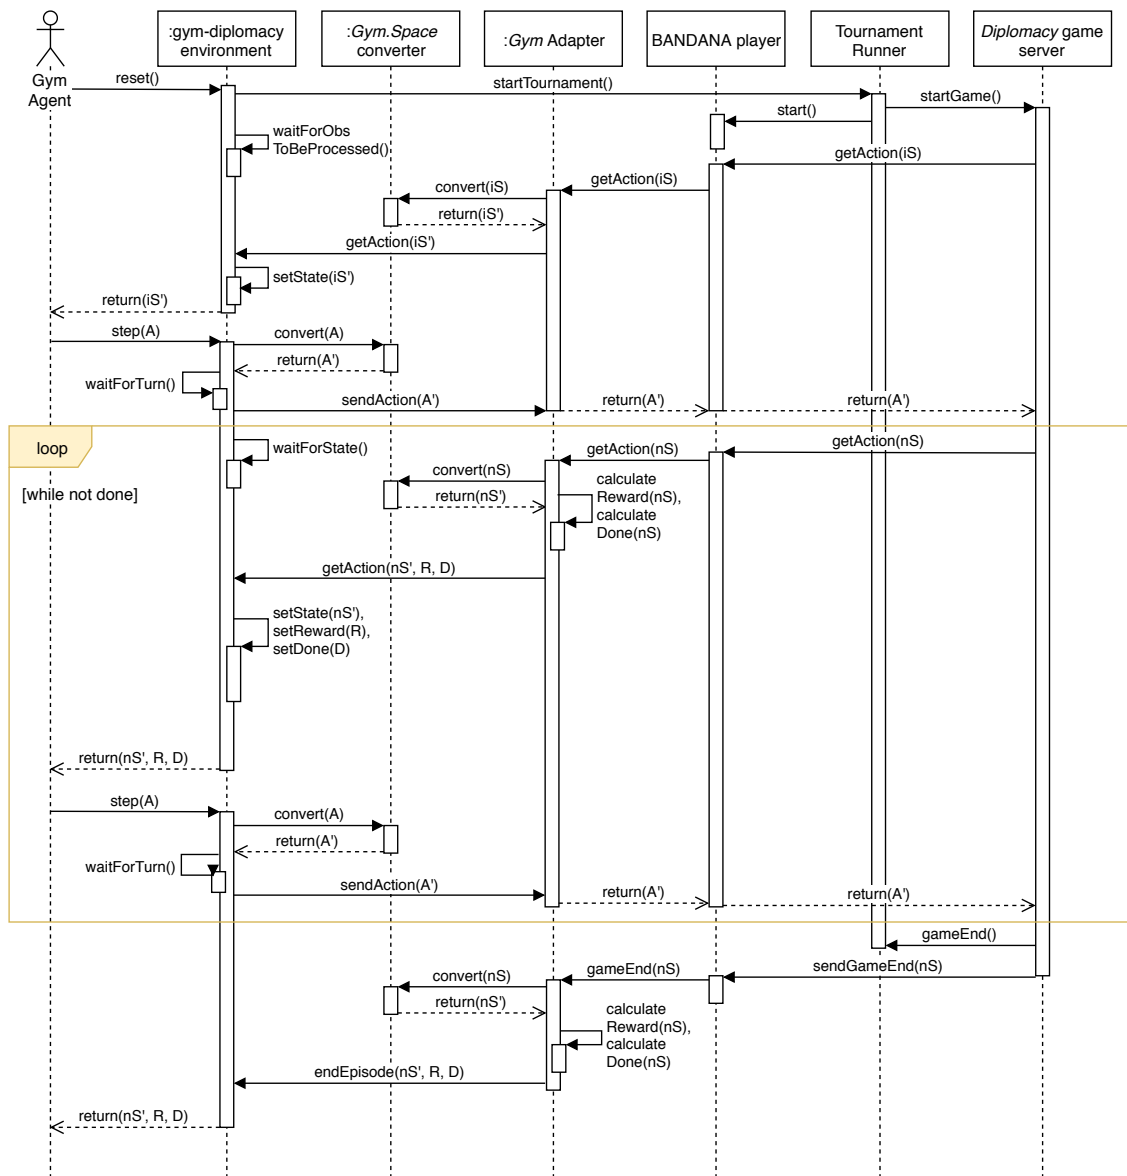 :gym-diplomacy
environment
:Gym.Space
converter
:Gym Adapter
BANDANA player
Tournament
Runner
Diplomacy game
server
Gym
Agent
reset()
startTournament()
startGame()
start()
waitForObs
ToBeProcessed()
getAction(iS)
getAction(iS)
convert(iS)
return(iS')
getAction(iS')
setState(iS')
return(iS')
step(A)
convert(A)
return(A')
waitForTurn()
sendAction(A')
return(A')
return(A')
loop
[while not done]
waitForState()
getAction(nS)
getAction(nS)
convert(nS)
return(nS')
calculate
Reward(nS),
calculate
Done(nS)
getAction(nS', R, D)
setState(nS'),
setReward(R),
setDone(D)
return(nS', R, D)
step(A)
convert(A)
return(A')
waitForTurn()
sendAction(A')
return(A')
return(A')
gameEnd()
sendGameEnd(nS)
gameEnd(nS)
convert(nS)
return(nS')
calculate
Reward(nS),
calculate
Done(nS)
endEpisode(nS', R, D)
return(nS', R, D)